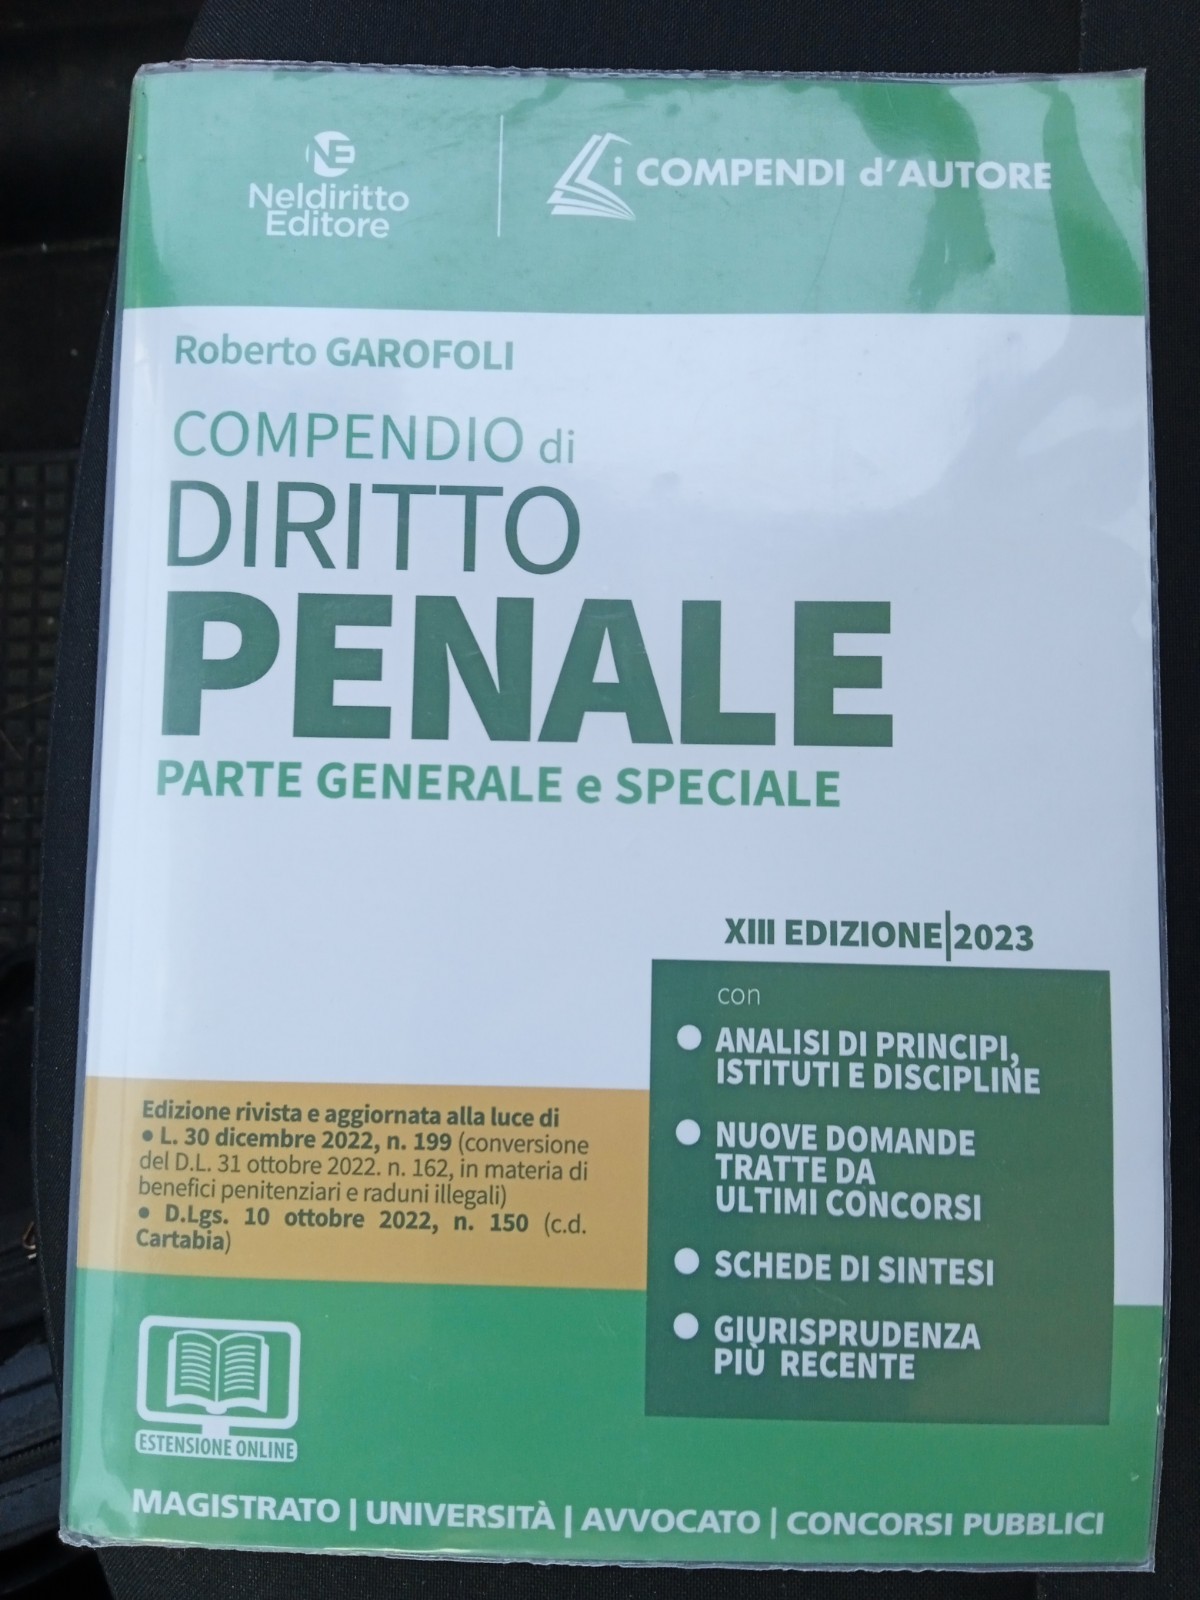 NE
Neldiritto
Editore
i COMPENDI d'AUTORE
Roberto GAROFOLI
COMPENDIO di
DIRITTO
PENALE
PARTE GENERALE e SPECIALE
XIII EDIZIONE|2023
con
● ANALISI DI PRINCIPI,
ISTITUTI E DISCIPLINE
● NUOVE DOMANDE
TRATTE DA
ULTIMI CONCORSI
● SCHEDE DI SINTESI
● GIURISPRUDENZA
PIÙ RECENTE
Edizione rivista e aggiornata alla luce di
● L. 30 dicembre 2022, n. 199 (conversione
del D.L. 31 ottobre 2022. n. 162, in materia di
benefici penitenziari e raduni illegali)
● D.Lgs. 10 ottobre 2022, n. 150 (c.d.
Cartabia)
ESTENSIONE ONLINE
MAGISTRATO | UNIVERSITÀ | AVVOCATO | CONCORSI PUBBLICI